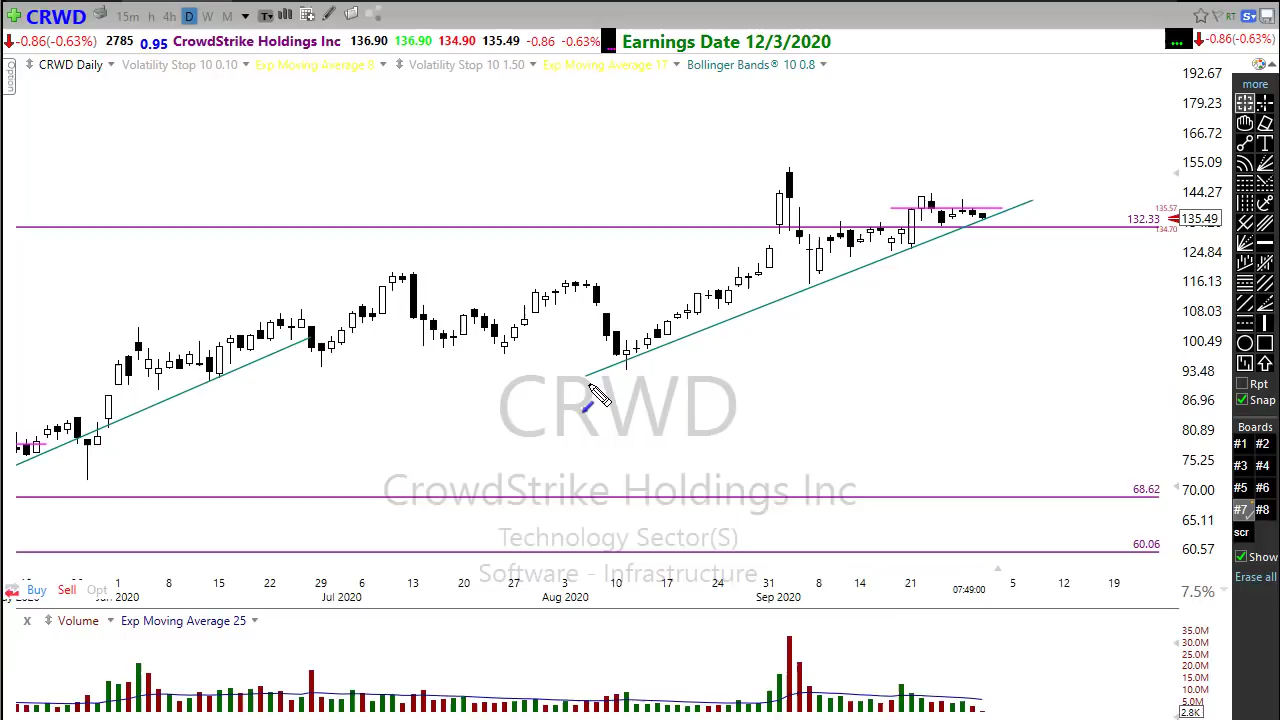 CRWD 15m h 4h D W M T
-0.86(-0.63%) 2785 0.95 CrowdStrike Holdings Inc 136.90 136.90 134.90 135.49 -0.86 -0.63% ... Earnings Date 12/3/2020 ... -0.86(-0.63%)
Option
CRWD Daily Volatility Stop 10 0.10 Exp Moving Average 8 Volatility Stop 10 1.50 Exp Moving Average 17 Bollinger Bands® 10 0.8
192.67
179.23
166.72
155.09
144.27
135.57
132.33 135.49
134.70
124.84
116.13
108.03
100.49
93.48
86.96
80.89
75.25
70.00
65.11
60.57
68.62
60.06
CRWD
CrowdStrike Holdings Inc
Technology Sector(S)
Software - Infrastructure
1 8 15 22 29 6 13 20 27 3 10 17 24 31 8 14 21 5 12 19
Buy Sell Opt
2020 Jul 2020 Aug 2020 Sep 2020 07:49:00 7.5%
x Volume Exp Moving Average 25
35.0M
30.0M
25.0M
20.0M
15.0M
10.0M
5.0M
2.8K
more
Rpt
Snap
Boards
#1 #2
#3 #4
#5 #6
#7 #8
scr
Show
Erase all